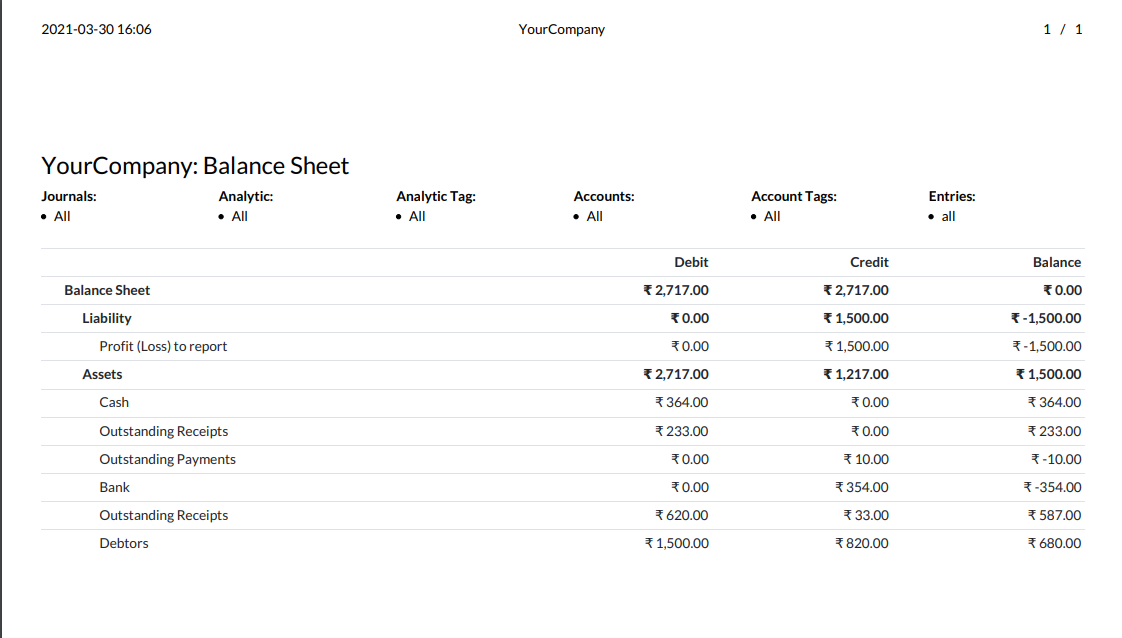 2021-03-30 16:06 YourCompany 1 / 1
YourCompany: Balance Sheet
Journals: Analytic: Analytic Tag: Accounts: Account Tags: Entries:
• All • All • All • All • All • all
Debit Credit Balance
Balance Sheet ₹ 2,717.00 ₹ 2,717.00 ₹ 0.00
Liability ₹ 0.00 ₹ 1,500.00 ₹ -1,500.00
Profit (Loss) to report ₹ 0.00 ₹ 1,500.00 ₹ -1,500.00
Assets ₹ 2,717.00 ₹ 1,217.00 ₹ 1,500.00
Cash ₹ 364.00 ₹ 0.00 ₹ 364.00
Outstanding Receipts ₹ 233.00 ₹ 0.00 ₹ 233.00
Outstanding Payments ₹ 0.00 ₹ 10.00 ₹ -10.00
Bank ₹ 0.00 ₹ 354.00 ₹ -354.00
Outstanding Receipts ₹ 620.00 ₹ 33.00 ₹ 587.00
Debtors ₹ 1,500.00 ₹ 820.00 ₹ 680.00